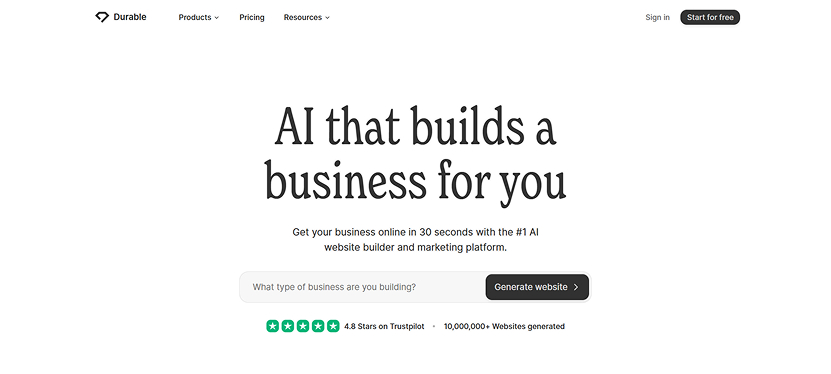 Durable
Products
Pricing
Resources
Sign in
Start for free
AI that builds a
business for you
Get your business online in 30 seconds with the #1 AI
website builder and marketing platform.
What type of business are you building?
Generate website
4.8 Stars on Trustpilot
10,000,000+ Websites generated